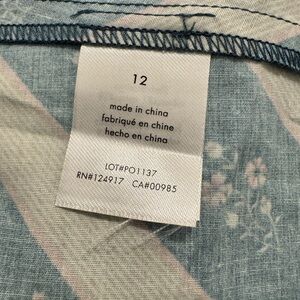 12
made in china
fabriqué en chine
hecho en china
LOT#PO1137
RN#124917 CA#00985